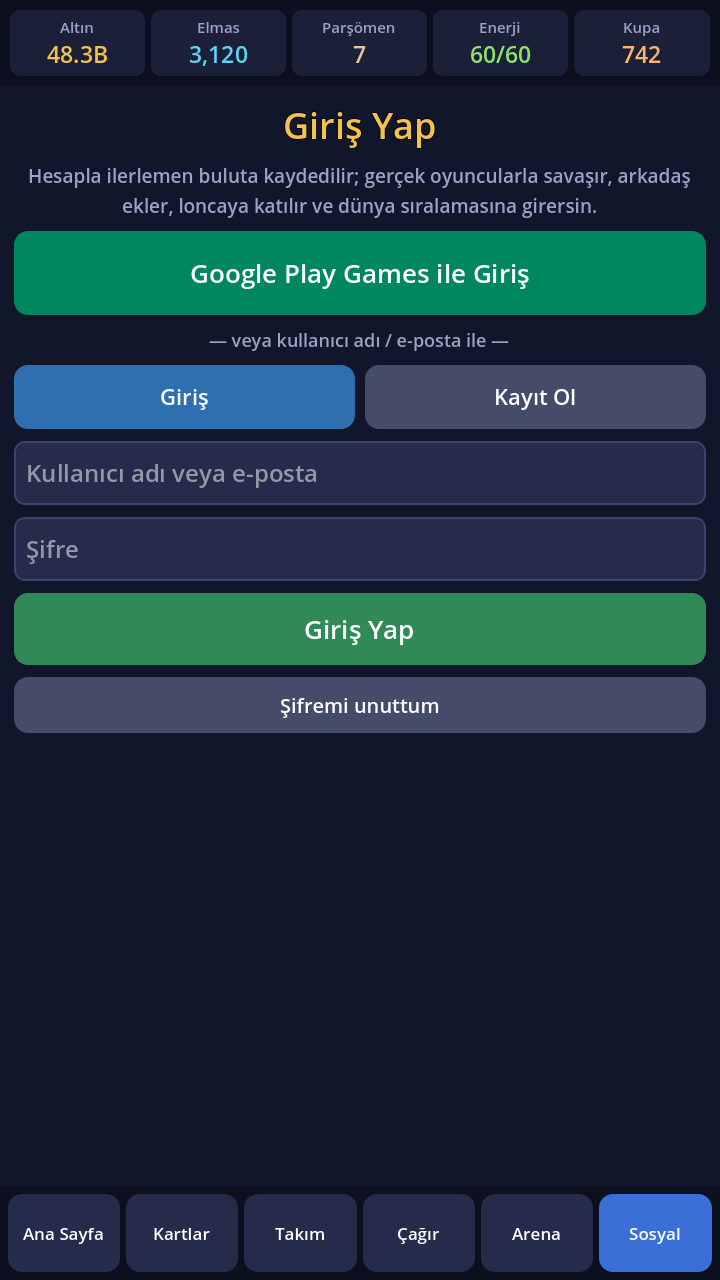 Altın
48.3B
Elmas
3,120
Parşömen
7
Enerji
60/60
Kupa
742
Giriş Yap
Hesapla ilerlemen buluta kaydedilir; gerçek oyuncularla savaşır, arkadaş
ekler, loncaya katılır ve dünya sıralamasına girersin.
Google Play Games ile Giriş
— veya kullanıcı adı / e-posta ile —
Giriş
Kayıt Ol
Kullanıcı adı veya e-posta
Şifre
Giriş Yap
Şifremi unuttum
Ana Sayfa
Kartlar
Takım
Çağır
Arena
Sosyal